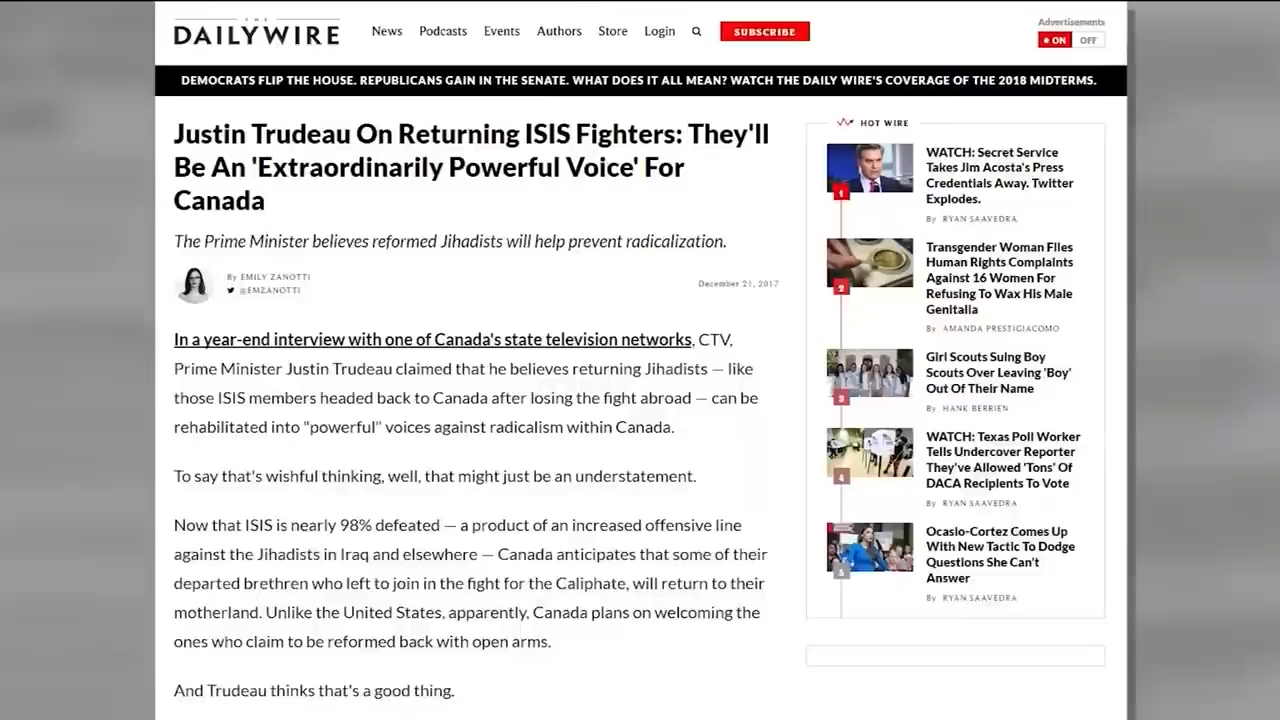 THE
DAILYWIRE
News Podcasts Events Authors Store Login SUBSCRIBE
Advertisements
ON OFF
DEMOCRATS FLIP THE HOUSE. REPUBLICANS GAIN IN THE SENATE. WHAT DOES IT ALL MEAN? WATCH THE DAILY WIRE'S COVERAGE OF THE 2018 MIDTERMS.
Justin Trudeau On Returning ISIS Fighters: They'll
Be An 'Extraordinarily Powerful Voice' For
Canada
The Prime Minister believes reformed Jihadists will help prevent radicalization.
By EMILY ZANOTTI
@EMZANOTTI
December 21, 2017
In a year-end interview with one of Canada's state television networks, CTV,
Prime Minister Justin Trudeau claimed that he believes returning Jihadists — like
those ISIS members headed back to Canada after losing the fight abroad — can be
rehabilitated into "powerful" voices against radicalism within Canada.
To say that's wishful thinking, well, that might just be an understatement.
Now that ISIS is nearly 98% defeated — a product of an increased offensive line
against the Jihadists in Iraq and elsewhere — Canada anticipates that some of their
departed brethren who left to join in the fight for the Caliphate, will return to their
motherland. Unlike the United States, apparently, Canada plans on welcoming the
ones who claim to be reformed back with open arms.
And Trudeau thinks that's a good thing.
HOT WIRE
1
WATCH: Secret Service
Takes Jim Acosta's Press
Credentials Away. Twitter
Explodes.
By RYAN SAAVEDRA
2
Transgender Woman Files
Human Rights Complaints
Against 16 Women For
Refusing To Wax His Male
Genitalia
By AMANDA PRESTIGIACOMO
3
Girl Scouts Suing Boy
Scouts Over Leaving 'Boy'
Out Of Their Name
By HANK BERRIEN
4
WATCH: Texas Poll Worker
Tells Undercover Reporter
They've Allowed 'Tons' Of
DACA Recipients To Vote
By RYAN SAAVEDRA
5
Ocasio-Cortez Comes Up
With New Tactic To Dodge
Questions She Can't
Answer
By RYAN SAAVEDRA